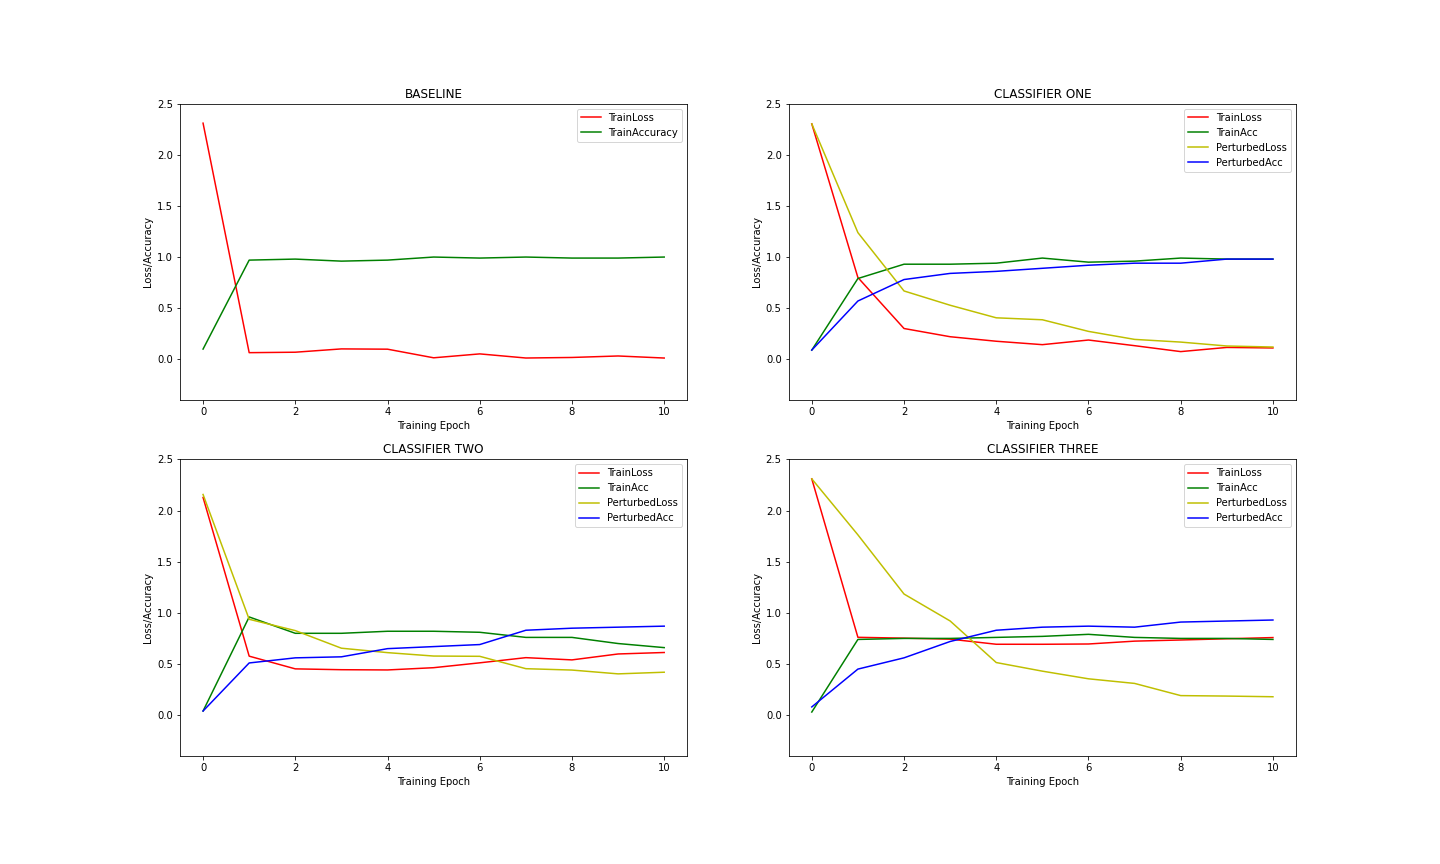 BASELINE
2.5
2.0
1.5
1.0
0.5
0.0
Loss/Accuracy
TrainLoss
TrainAccuracy
0 2 4 6 8 10
Training Epoch
CLASSIFIER ONE
2.5
2.0
1.5
1.0
0.5
0.0
Loss/Accuracy
TrainLoss
TrainAcc
PerturbedLoss
PerturbedAcc
0 2 4 6 8 10
Training Epoch
CLASSIFIER TWO
2.5
2.0
1.5
1.0
0.5
0.0
Loss/Accuracy
TrainLoss
TrainAcc
PerturbedLoss
PerturbedAcc
0 2 4 6 8 10
Training Epoch
CLASSIFIER THREE
2.5
2.0
1.5
1.0
0.5
0.0
Loss/Accuracy
TrainLoss
TrainAcc
PerturbedLoss
PerturbedAcc
0 2 4 6 8 10
Training Epoch